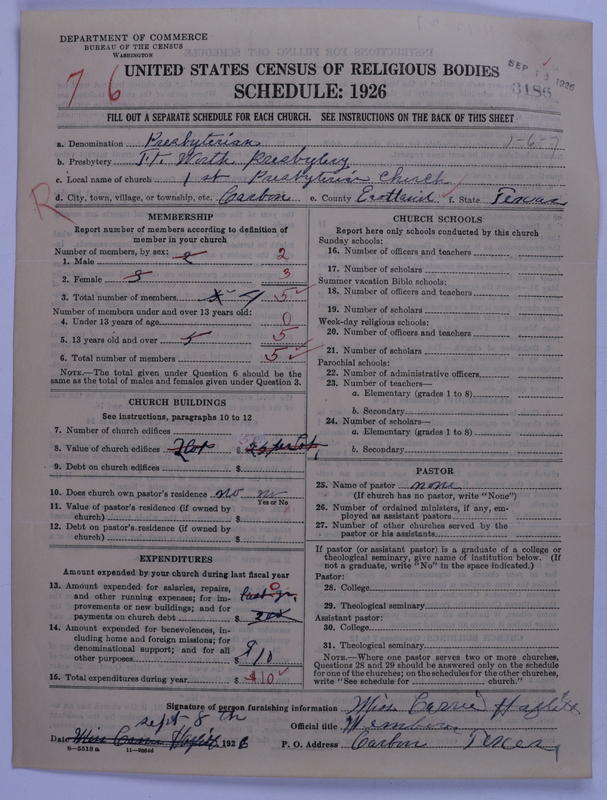 DEPARTMENT OF COMMERCE
BUREAU OF THE CENSUS
WASHINGTON
76
UNITED STATES CENSUS OF RELIGIOUS BODIES
SEP 13 1926
SCHEDULE: 1926
3186
FILL OUT A SEPARATE SCHEDULE FOR EACH CHURCH. SEE INSTRUCTIONS ON THE BACK OF THIS SHEET
a. Denomination Presbyterian
1-6-7
b. Presbytery Ft. Worth Presbytery
c. Local name of church 1st Presbyterian Church
R
d. City, town, village, or township, etc. Carbon e. County Eastland f. State Texas
MEMBERSHIP
Report number of members according to definition of
member in your church
Number of members, by sex:
1. Male 2 2
2. Female 3 3
3. Total number of members 5
Number of members under and over 13 years old:
4. Under 13 years of age 0
5. 13 years old and over 5 5
6. Total number of members 5
NOTE.—The total given under Question 6 should be
same as the total of males and females given under Question 3.
CHURCH BUILDINGS
See instructions, paragraphs 10 to 12
7. Number of church edifices
8. Value of church edifices $
9. Debt on church edifices $
10. Does church own pastor's residence no no
Yes or No
11. Value of pastor's residence (if owned by
church) $
12. Debt on pastor's residence (if owned by
church) $
EXPENDITURES
Amount expended by your church during last fiscal year
13. Amount expended for salaries, repairs,
and other running expenses; for im-
provements or new buildings; and for
payments on church debt $
14. Amount expended for benevolences, in-
cluding home and foreign missions; for
denominational support; and for all
other purposes $ $10
15. Total expenditures during year $ $10
CHURCH SCHOOLS
Report here only schools conducted by this church
Sunday schools:
16. Number of officers and teachers
17. Number of scholars
Summer vacation Bible schools:
18. Number of officers and teachers
19. Number of scholars
Week-day religious schools:
20. Number of officers and teachers
21. Number of scholars
Parochial schools:
22. Number of administrative officers
23. Number of teachers—
a. Elementary (grades 1 to 8)
b. Secondary
24. Number of scholars—
a. Elementary (grades 1 to 8)
b. Secondary
PASTOR
25. Name of pastor none
(If church has no pastor, write "None")
26. Number of ordained ministers, if any, em-
ployed as assistant pastors
27. Number of other churches served by the
pastor or his assistants
If pastor (or assistant pastor) is a graduate of a college or
theological seminary, give name of institution below. (If
not a graduate, write "No" in the space indicated.)
Pastor:
28. College
29. Theological seminary
Assistant pastor:
30. College
31. Theological seminary
NOTE.—Where one pastor serves two or more churches,
Questions 28 and 29 should be answered only on the schedule
for one of the churches; on the schedules for the other churches,
write "See schedule for church."
Signature of person furnishing information Miss Carrie
Sept 8th
Official title Member
Date Miss Carrie 1926 P. O. Address Carbon Texas
8-5518 a